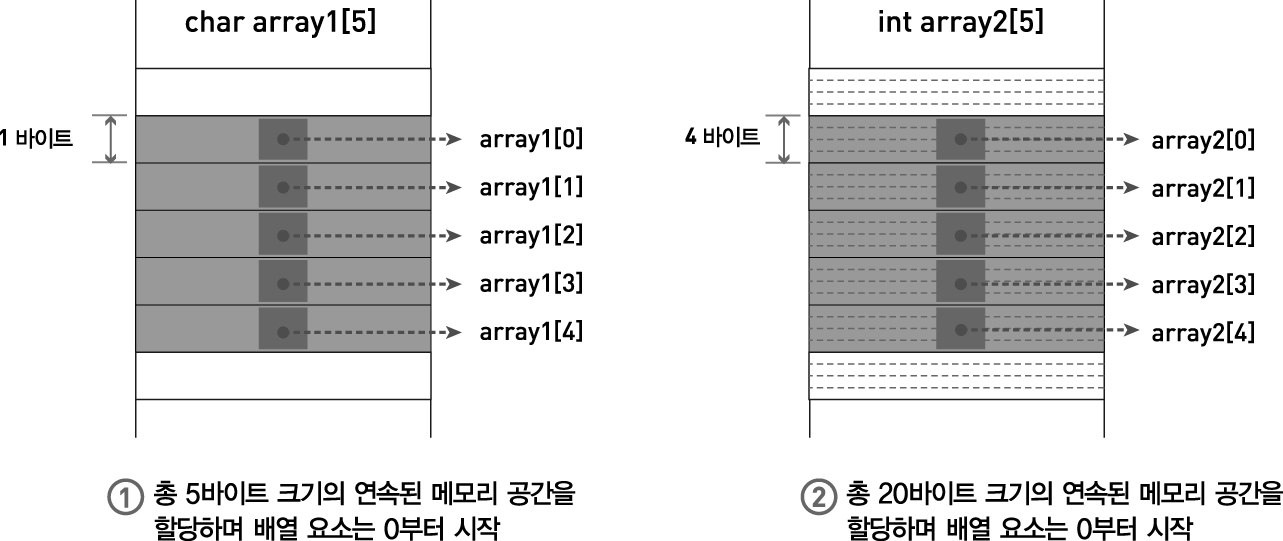 char array1[5]
1 바이트
array1[0]
array1[1]
array1[2]
array1[3]
array1[4]
① 총 5바이트 크기의 연속된 메모리 공간을
할당하며 배열 요소는 0부터 시작
int array2[5]
4 바이트
array2[0]
array2[1]
array2[2]
array2[3]
array2[4]
② 총 20바이트 크기의 연속된 메모리 공간을
할당하며 배열 요소는 0부터 시작